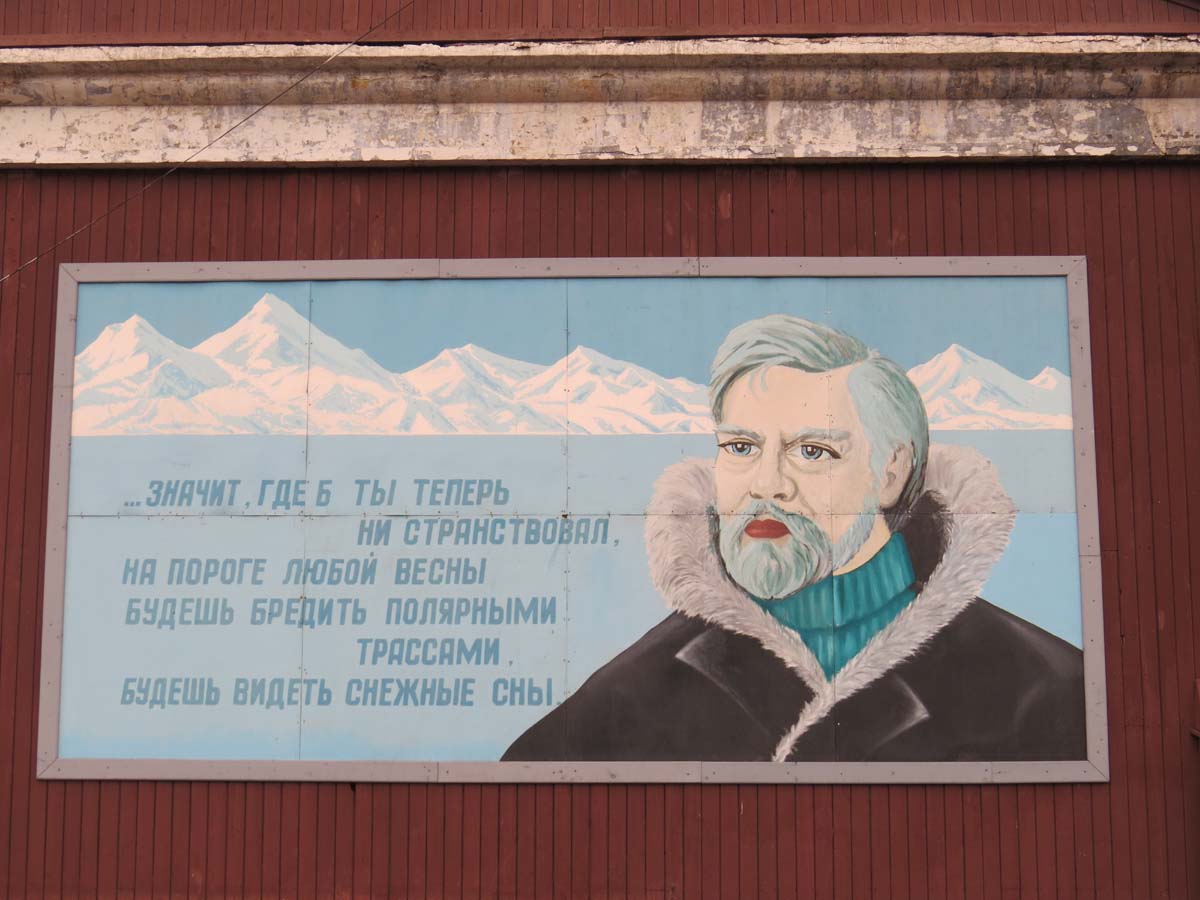 ...ЗНАЧИТ, ГДЕ Б ТЫ ТЕПЕРЬ
НИ СТРАНСТВОВАЛ,
НА ПОРОГЕ ЛЮБОЙ ВЕСНЫ
БУДЕШЬ БРЕДИТЬ ПОЛЯРНЫМИ
ТРАССАМИ,
БУДЕШЬ ВИДЕТЬ СНЕЖНЫЕ СНЫ.